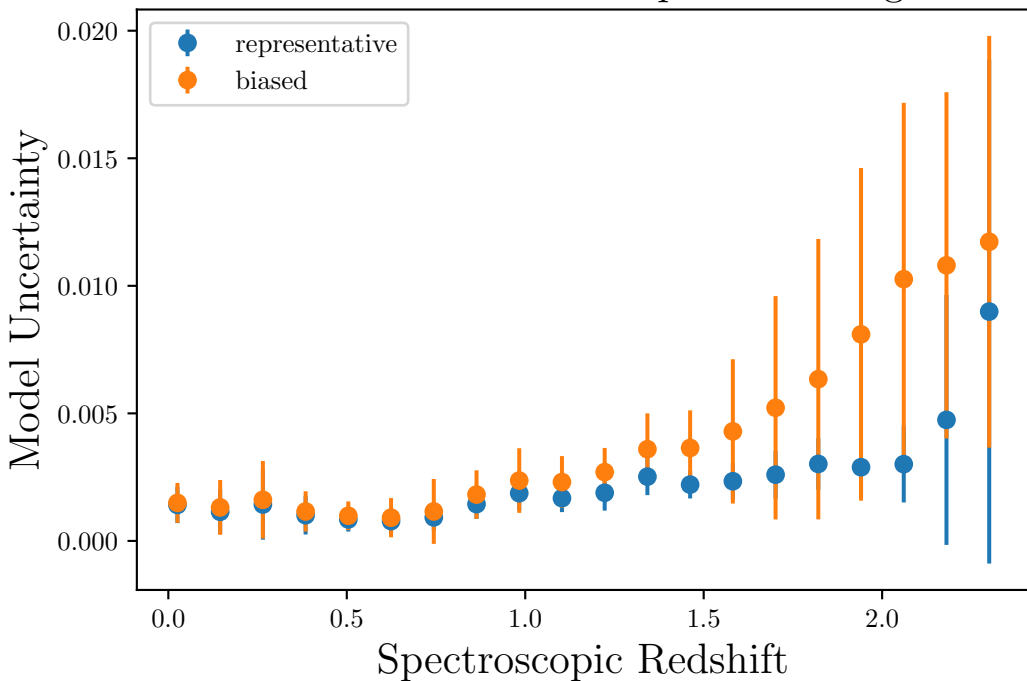 0.020
representative
biased
0.015
0.010
0.005
0.000
Model Uncertainty
0.0 0.5 1.0 1.5 2.0
Spectroscopic Redshift